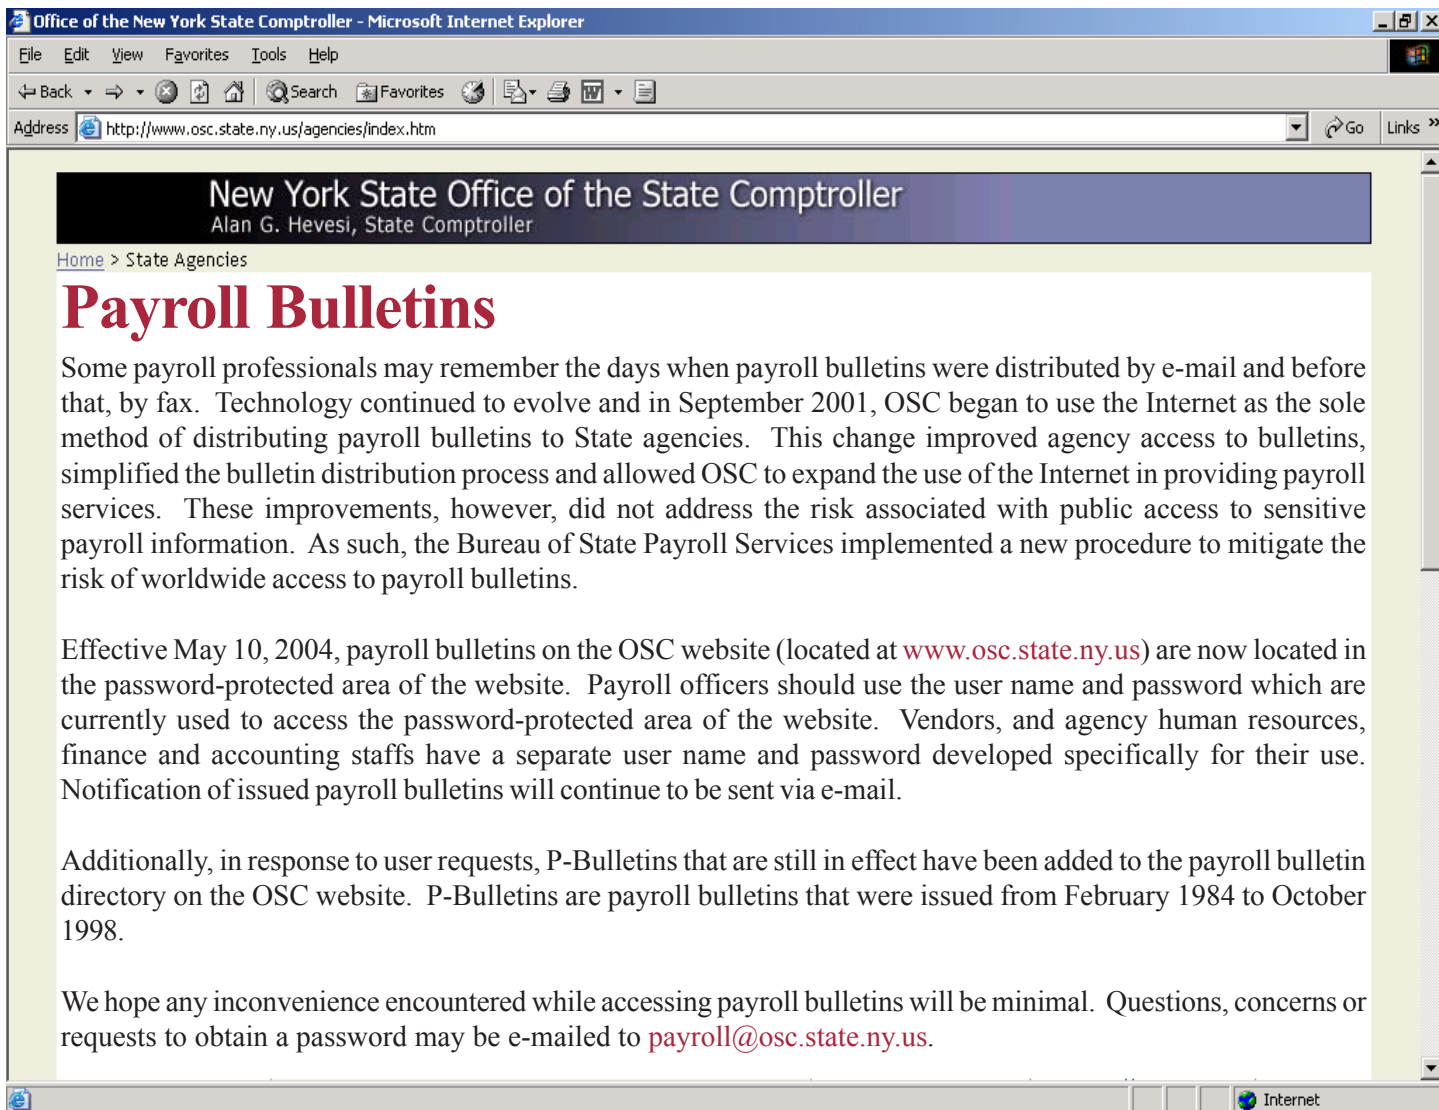 Office of the New York State Comptroller - Microsoft Internet Explorer
File Edit View Favorites Tools Help
Back Search Favorites
Address http://www.osc.state.ny.us/agencies/index.htm Go Links »
New York State Office of the State Comptroller
Alan G. Hevesi, State Comptroller
Home > State Agencies
Payroll Bulletins
Some payroll professionals may remember the days when payroll bulletins were distributed by e-mail and before
that, by fax. Technology continued to evolve and in September 2001, OSC began to use the Internet as the sole
method of distributing payroll bulletins to State agencies. This change improved agency access to bulletins,
simplified the bulletin distribution process and allowed OSC to expand the use of the Internet in providing payroll
services. These improvements, however, did not address the risk associated with public access to sensitive
payroll information. As such, the Bureau of State Payroll Services implemented a new procedure to mitigate the
risk of worldwide access to payroll bulletins.
Effective May 10, 2004, payroll bulletins on the OSC website (located at www.osc.state.ny.us) are now located in
the password-protected area of the website. Payroll officers should use the user name and password which are
currently used to access the password-protected area of the website. Vendors, and agency human resources,
finance and accounting staffs have a separate user name and password developed specifically for their use.
Notification of issued payroll bulletins will continue to be sent via e-mail.
Additionally, in response to user requests, P-Bulletins that are still in effect have been added to the payroll bulletin
directory on the OSC website. P-Bulletins are payroll bulletins that were issued from February 1984 to October
1998.
We hope any inconvenience encountered while accessing payroll bulletins will be minimal. Questions, concerns or
requests to obtain a password may be e-mailed to payroll@osc.state.ny.us.
Internet